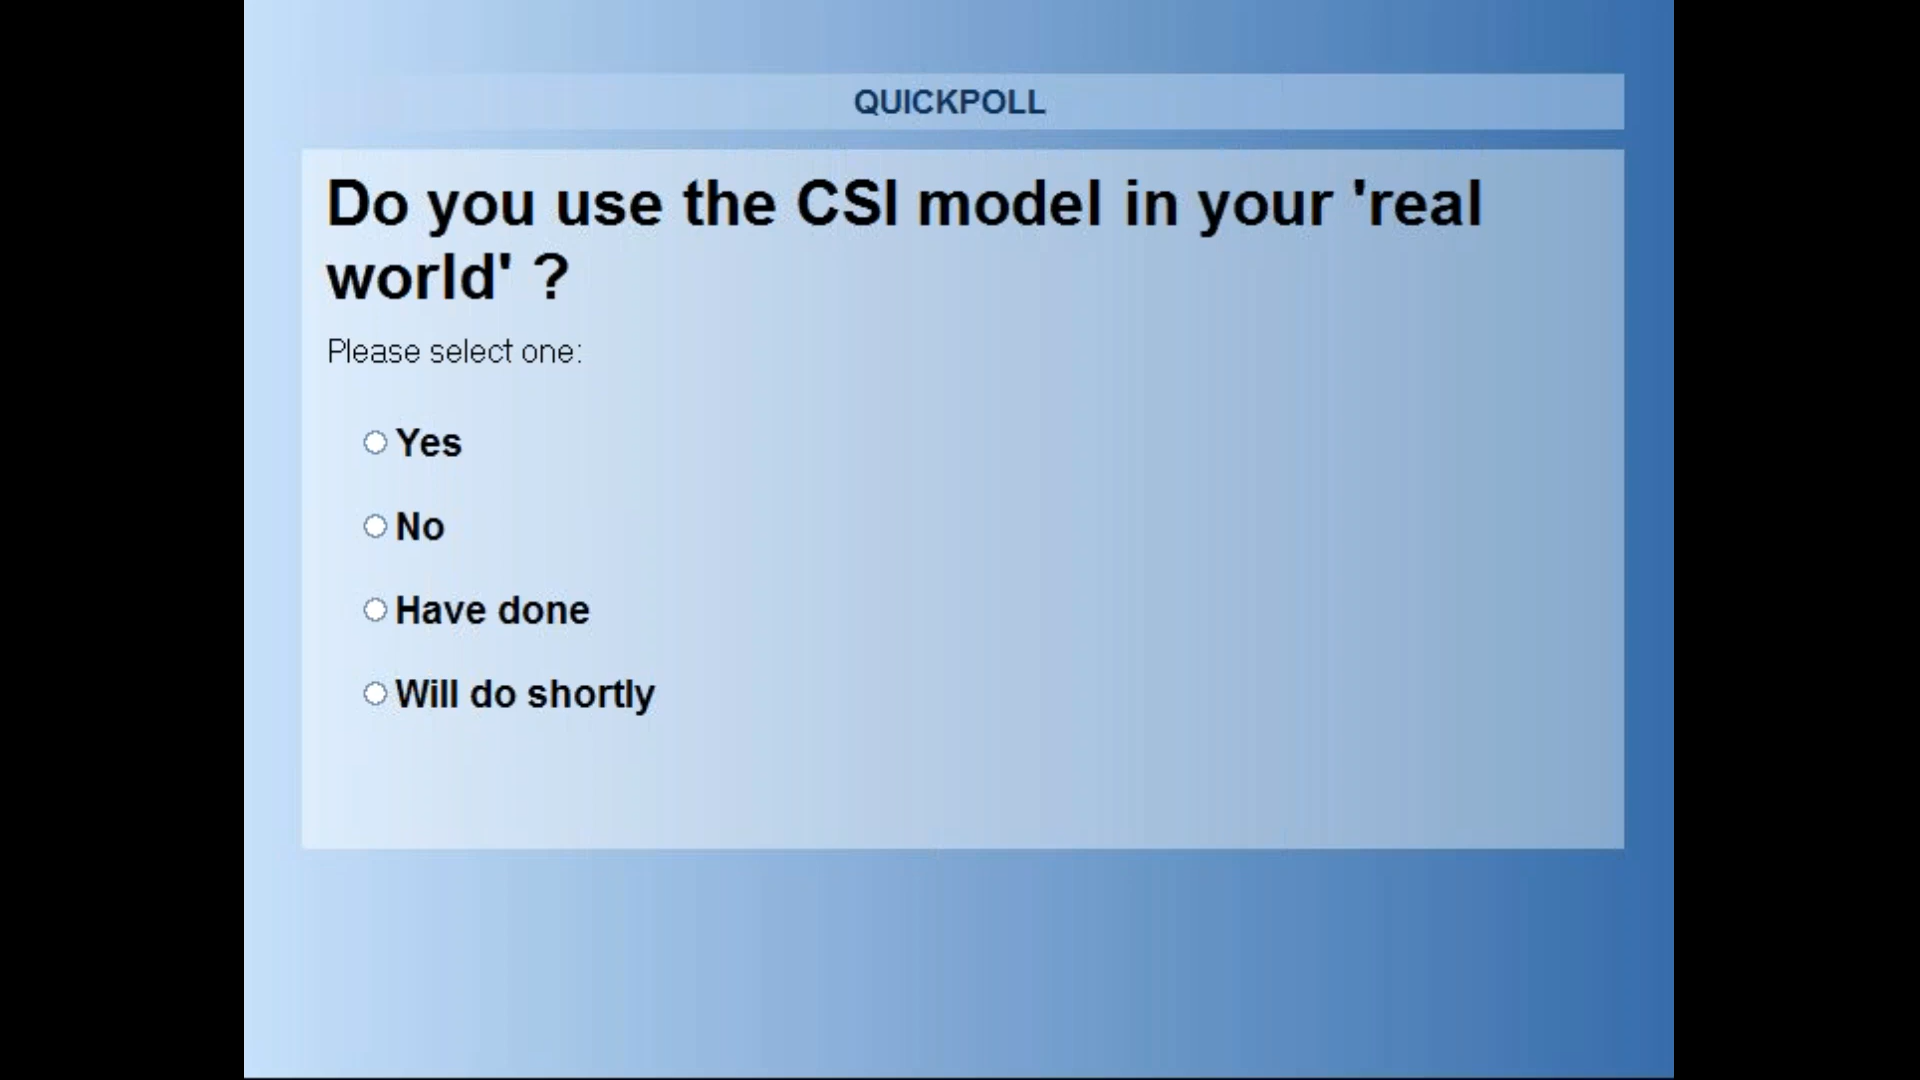 QUICKPOLL
Do you use the CSI model in your 'real
world' ?
Please select one:
Yes
No
Have done
Will do shortly